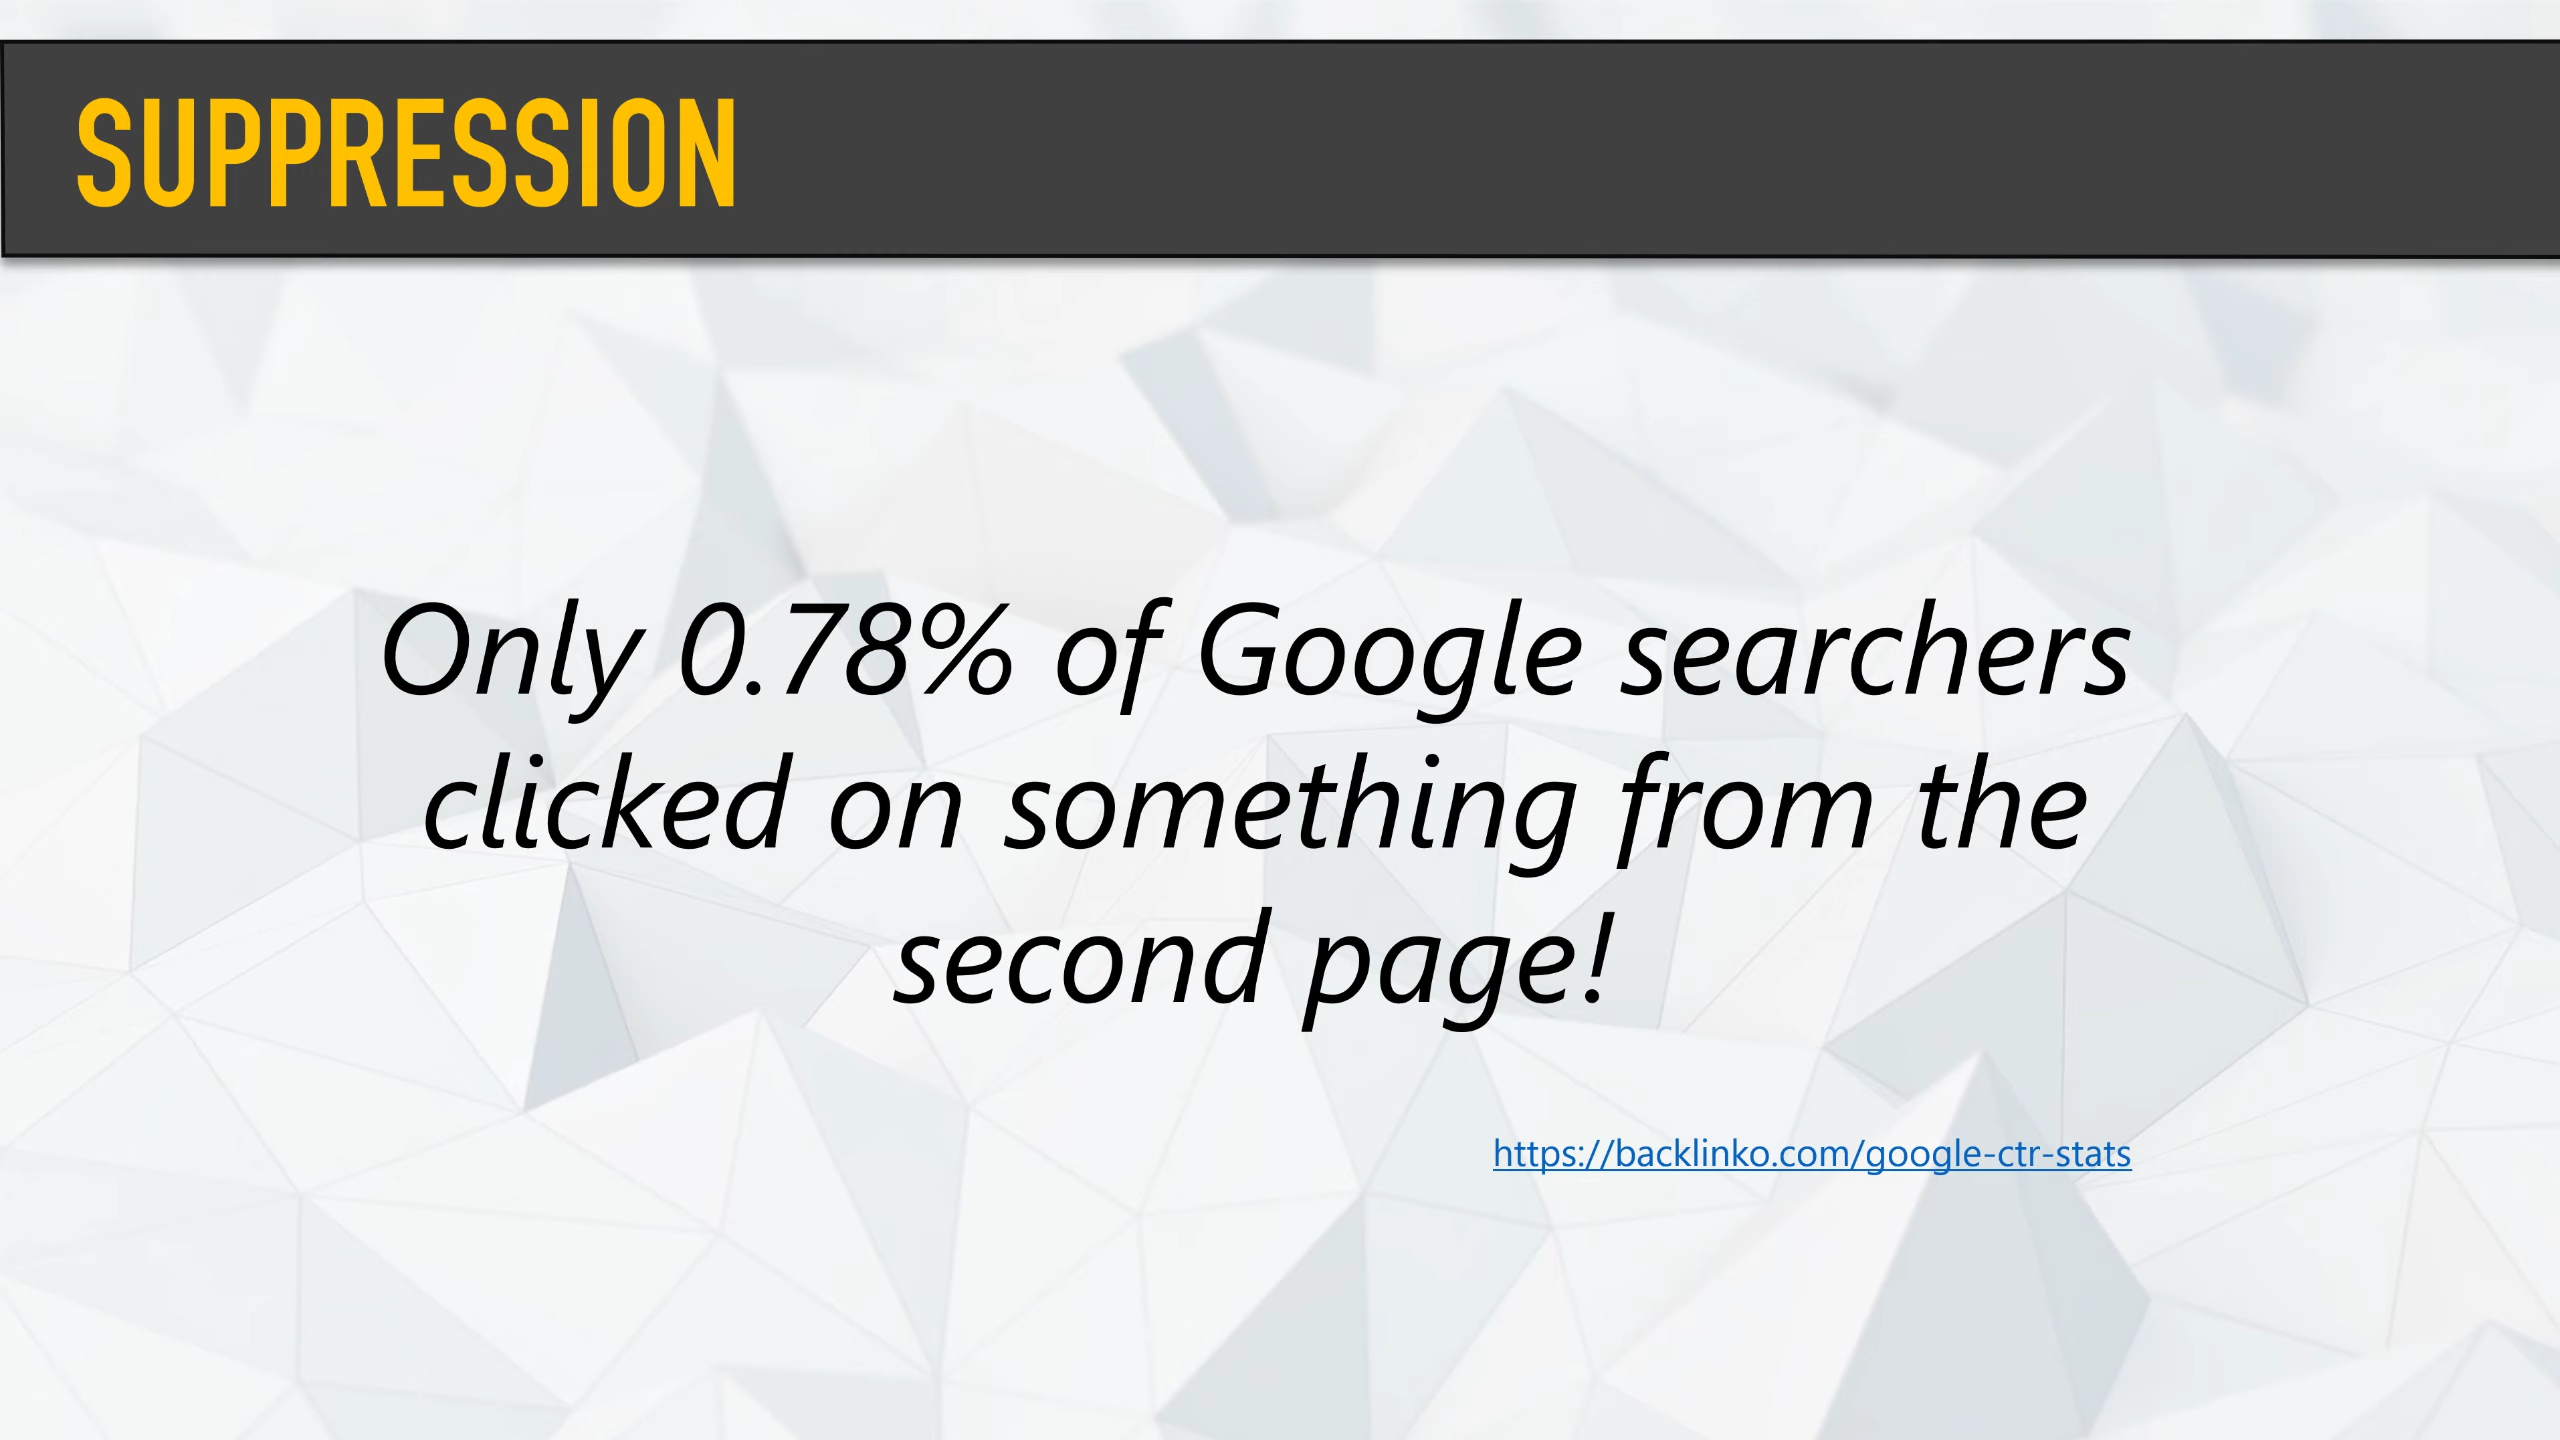 SUPPRESSION
Only 0.78% of Google searchers
clicked on something from the
second page!
https://backlinko.com/google-ctr-stats